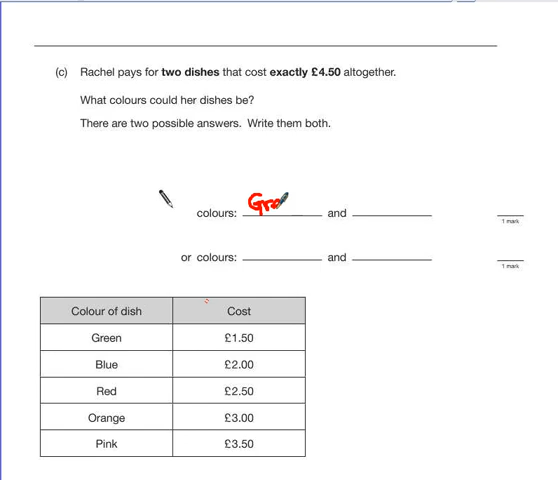 (c) Rachel pays for two dishes that cost exactly £4.50 altogether.
What colours could her dishes be?
There are two possible answers. Write them both.
colours: Gre and
1 mark
or colours: and
1 mark
Colour of dish Cost
Green £1.50
Blue £2.00
Red £2.50
Orange £3.00
Pink £3.50